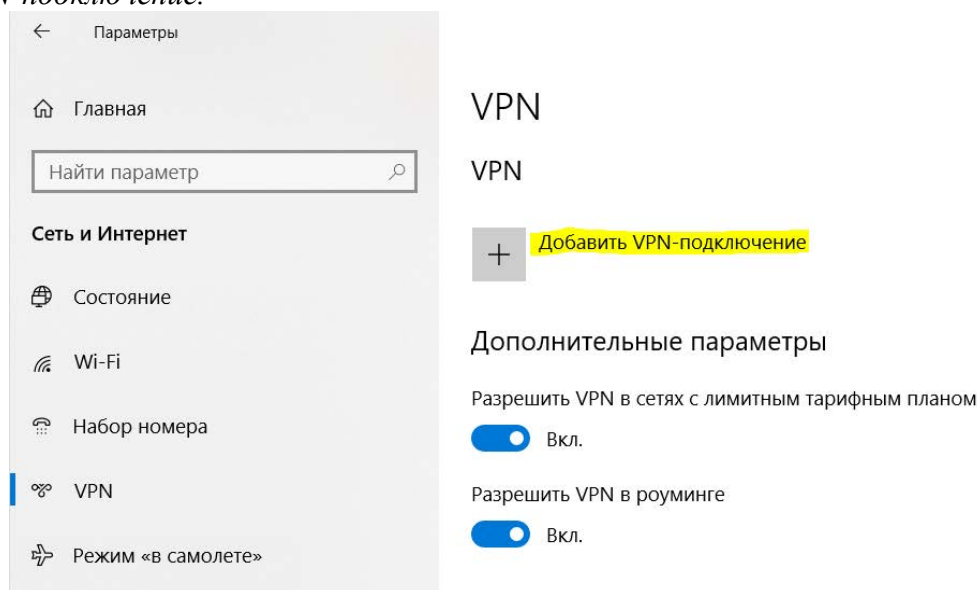 подключение.
Параметры
Главная
Найти параметр
Сеть и Интернет
Состояние
Wi-Fi
Набор номера
VPN
Режим «в самолете»
VPN
VPN
Добавить VPN-подключение
Дополнительные параметры
Разрешить VPN в сетях с лимитным тарифным планом
Вкл.
Разрешить VPN в роуминге
Вкл.